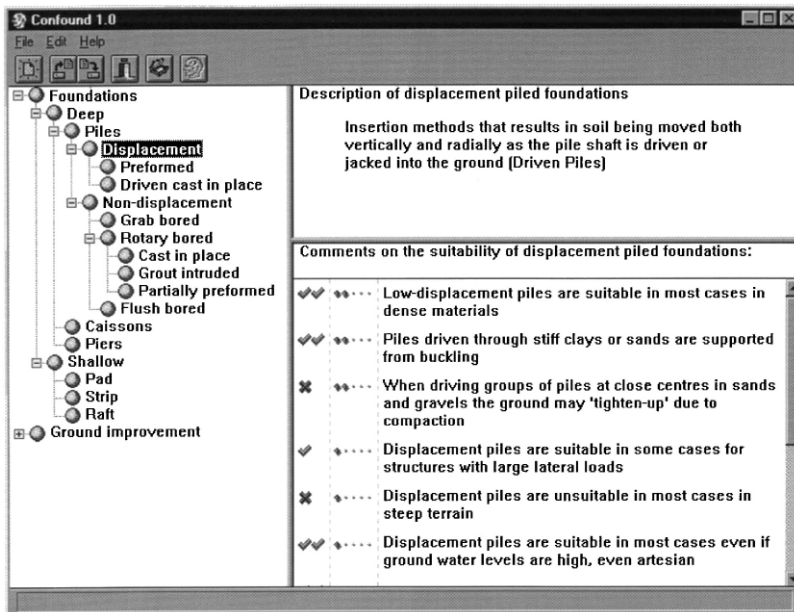 Confound 1.0
File Edit Help
Foundations
Deep
Piles
Displacement
Preformed
Driven cast in place
Non-displacement
Grab bored
Rotary bored
Cast in place
Grout intruded
Partially preformed
Flush bored
Caissons
Piers
Shallow
Pad
Strip
Raft
Ground improvement
Description of displacement piled foundations
Insertion methods that results in soil being moved both
vertically and radially as the pile shaft is driven or
jacked into the ground (Driven Piles)
Comments on the suitability of displacement piled foundations:
Low-displacement piles are suitable in most cases in
dense materials
Piles driven through stiff clays or sands are supported
from buckling
When driving groups of piles at close centres in sands
and gravels the ground may 'tighten-up' due to
compaction
Displacement piles are suitable in some cases for
structures with large lateral loads
Displacement piles are unsuitable in most cases in
steep terrain
Displacement piles are suitable in most cases even if
ground water levels are high, even artesian